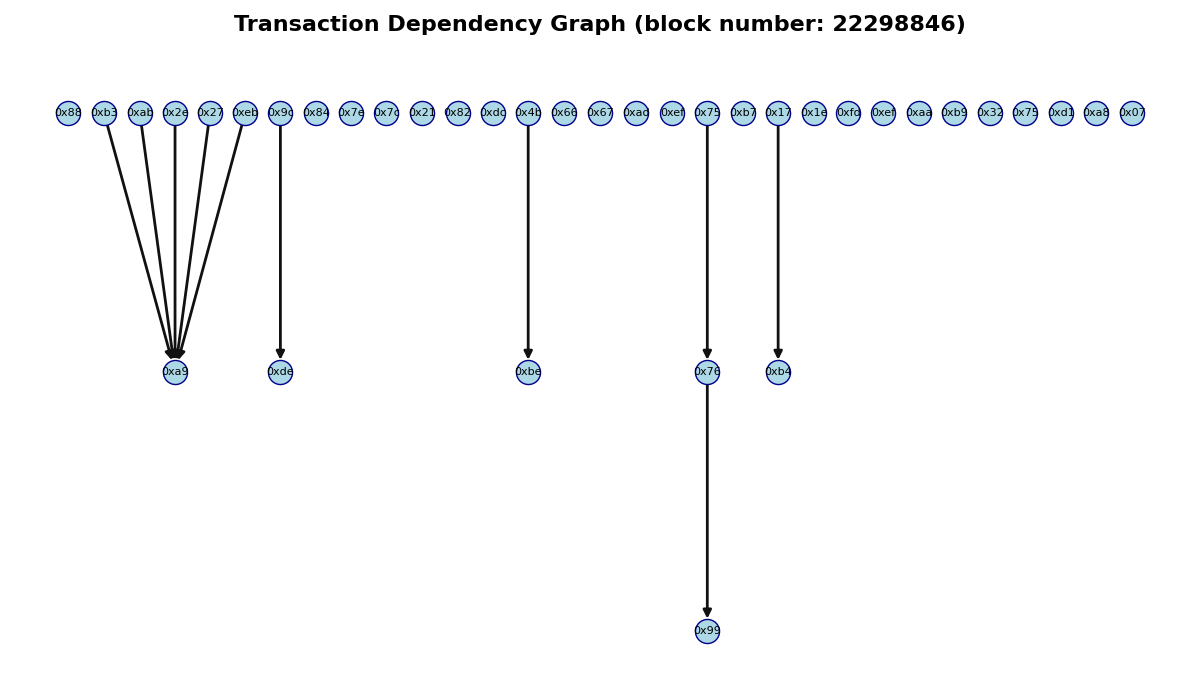 Transaction Dependency Graph (block number: 22298846)
0x88 0xb3 0xab 0x2e 0x27 0xeb 0x9c 0x84 0x7e 0x7c 0x21 0x82 0xdc 0x4b 0x66 0x67 0xad 0xef 0x75 0xb7 0x17 0x1e 0xfd 0xef 0xaa 0xb9 0x32 0x75 0xd1 0xa8 0x07
0xa9 0xde 0xbe 0x76 0xb4
0x99